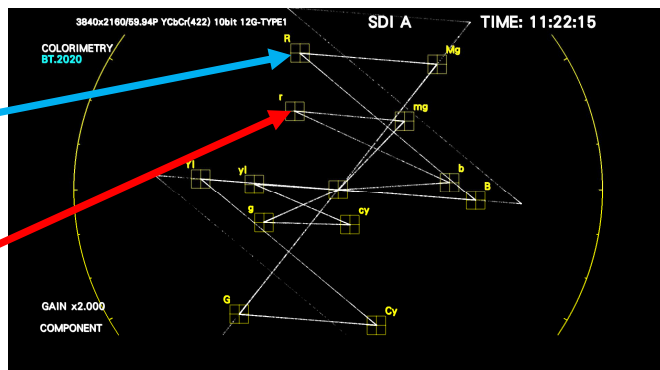 3840x2160/59.94P YCbCr(422) 10bit 12G-TYPE1 SDI A TIME: 11:22:15
COLORIMETRY
BT.2020
R
Mg
r
mg
Yl
yl
b
B
g
cy
G
Cy
GAIN x2.000
COMPONENT